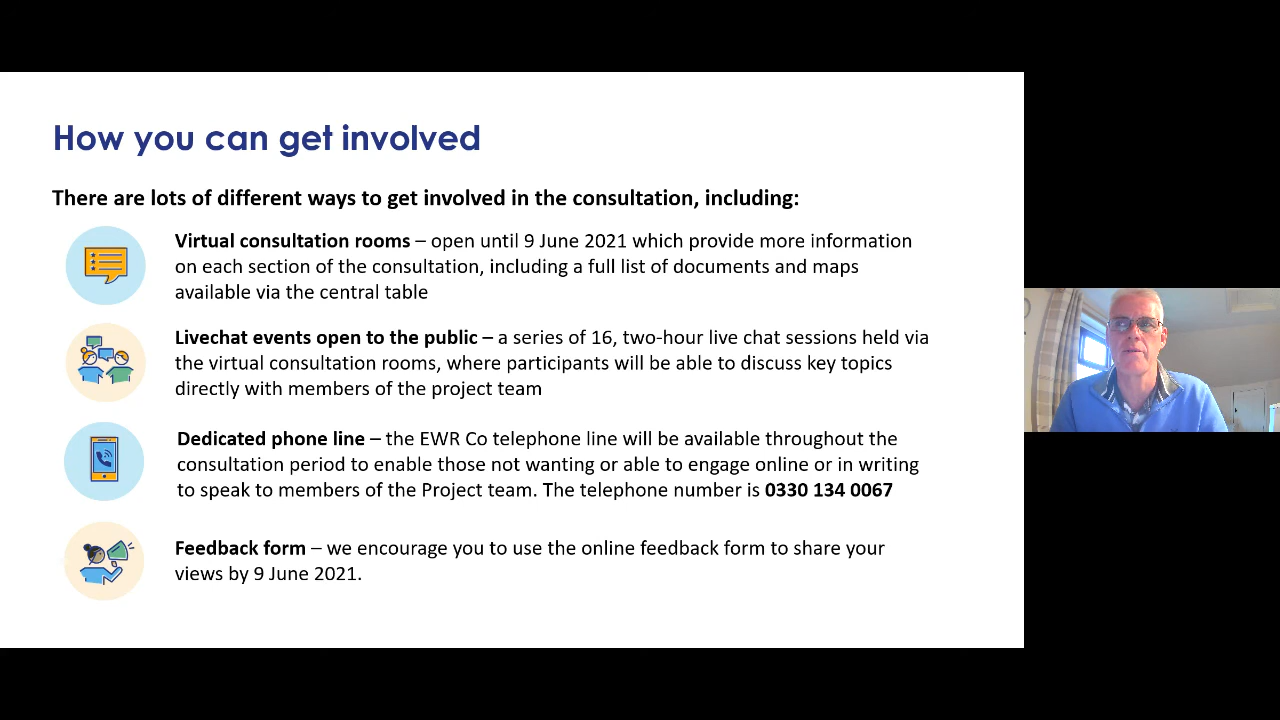 How you can get involved
There are lots of different ways to get involved in the consultation, including:
Virtual consultation rooms – open until 9 June 2021 which provide more information
on each section of the consultation, including a full list of documents and maps
available via the central table
Livechat events open to the public – a series of 16, two-hour live chat sessions held via
the virtual consultation rooms, where participants will be able to discuss key topics
directly with members of the project team
Dedicated phone line – the EWR Co telephone line will be available throughout the
consultation period to enable those not wanting or able to engage online or in writing
to speak to members of the Project team. The telephone number is 0330 134 0067
Feedback form – we encourage you to use the online feedback form to share your
views by 9 June 2021.